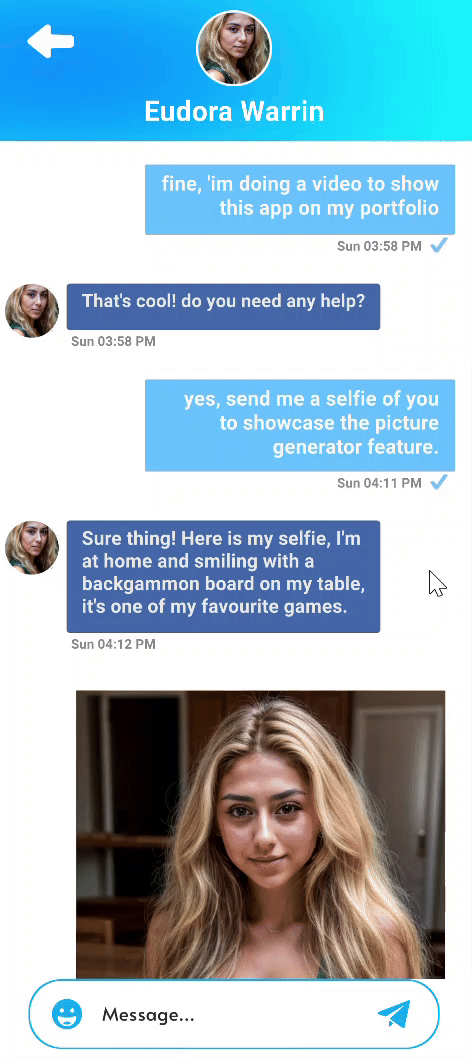 Eudora Warrin
fine, 'im doing a video to show
this app on my portfolio
Sun 03:58 PM
That's cool! do you need any help?
Sun 03:58 PM
yes, send me a selfie of you
to showcase the picture
generator feature.
Sun 04:11 PM
Sure thing! Here is my selfie, I'm
at home and smiling with a
backgammon board on my table,
it's one of my favourite games.
Sun 04:12 PM
Message...